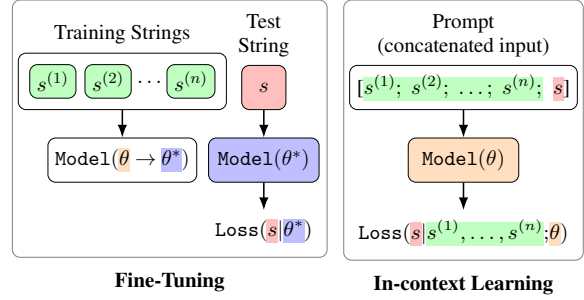 Training Strings
s⁽¹⁾ s⁽²⁾ ⋯ s⁽ⁿ⁾
Model(θ → θ*)
Test
String
s
Model(θ*)
Loss(s|θ*)
Fine-Tuning
Prompt
(concatenated input)
[s⁽¹⁾; s⁽²⁾; …; s⁽ⁿ⁾; s]
Model(θ)
Loss(s|s⁽¹⁾, …, s⁽ⁿ⁾;θ)
In-context Learning